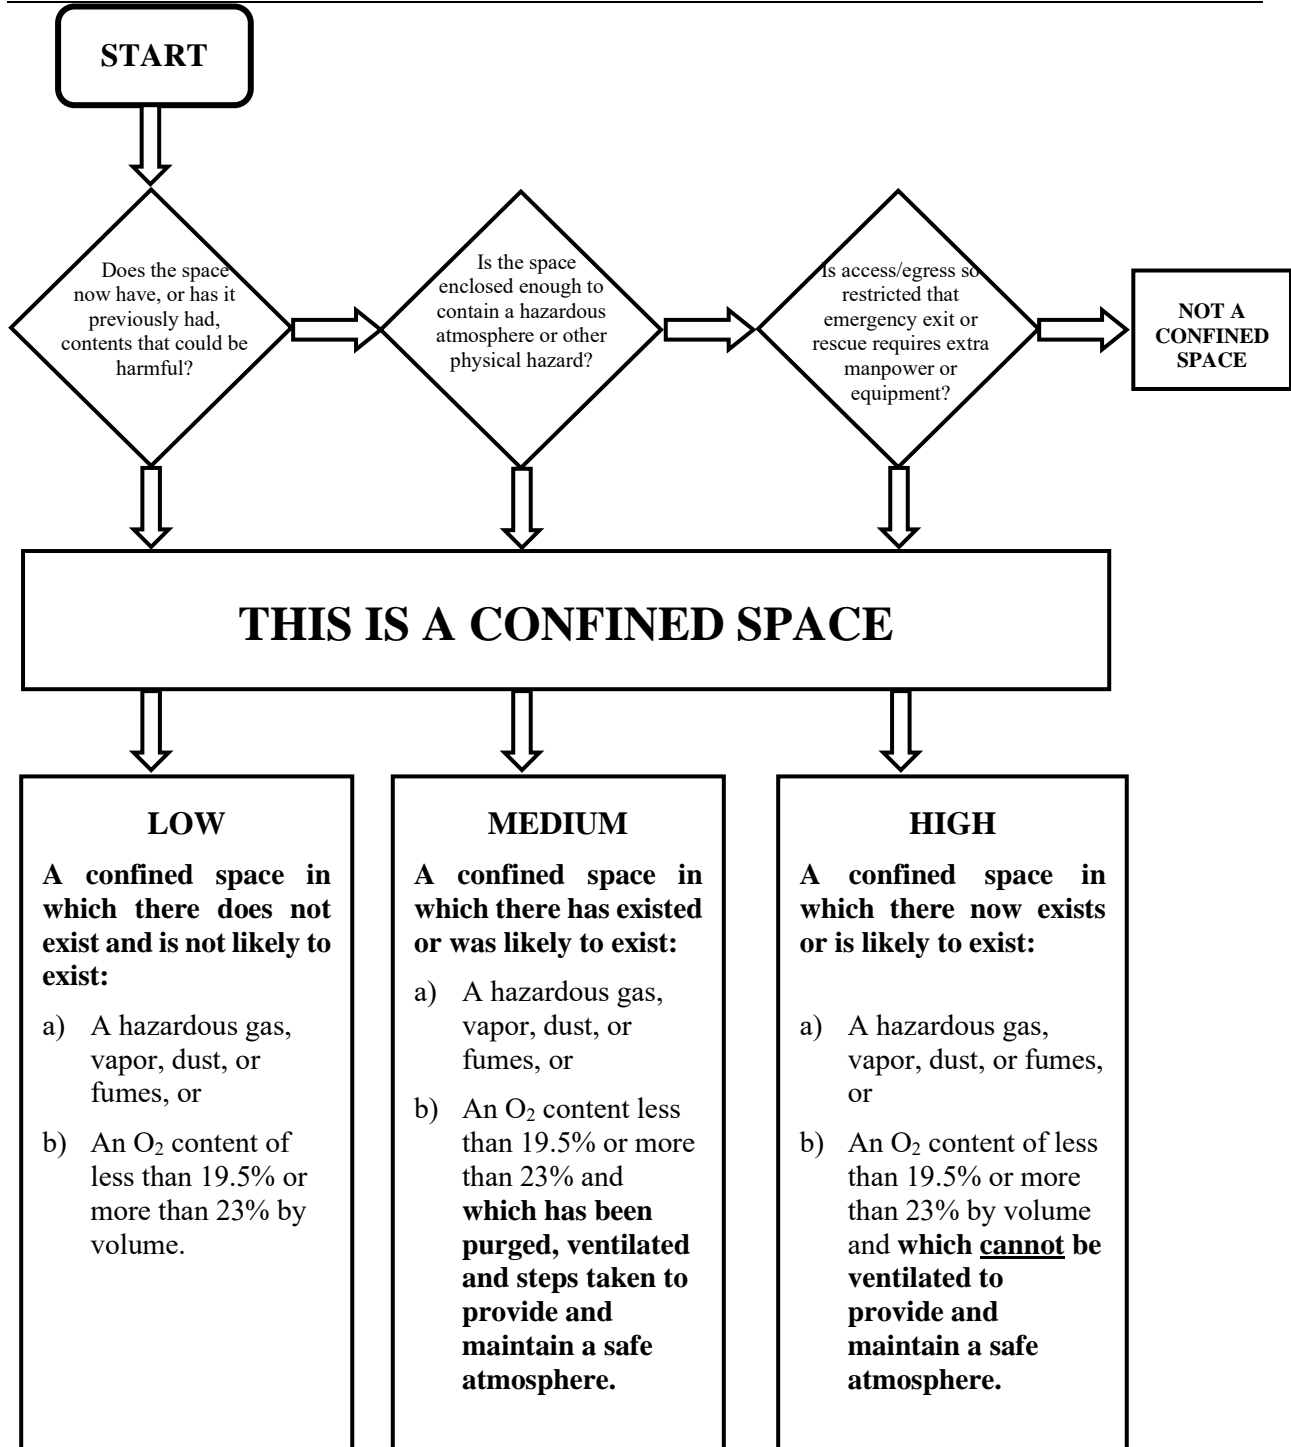 START
Does the space
now have, or has it
previously had,
contents that could be
harmful?
Is the space
enclosed enough to
contain a hazardous
atmosphere or other
physical hazard?
Is access/egress so
restricted that
emergency exit or
rescue requires extra
manpower or
equipment?
NOT A
CONFINED
SPACE
THIS IS A CONFINED SPACE
LOW
A confined space in
which there does not
exist and is not likely to
exist:
a) A hazardous gas,
vapor, dust, or
fumes, or
b) An O₂ content of
less than 19.5% or
more than 23% by
volume.
MEDIUM
A confined space in
which there has existed
or was likely to exist:
a) A hazardous gas,
vapor, dust, or
fumes, or
b) An O₂ content less
than 19.5% or more
than 23% and
which has been
purged, ventilated
and steps taken to
provide and
maintain a safe
atmosphere.
HIGH
A confined space in
which there now exists
or is likely to exist:
a) A hazardous gas,
vapor, dust, or fumes,
or
b) An O₂ content of less
than 19.5% or more
than 23% by volume
and which cannot be
ventilated to
provide and
maintain a safe
atmosphere.